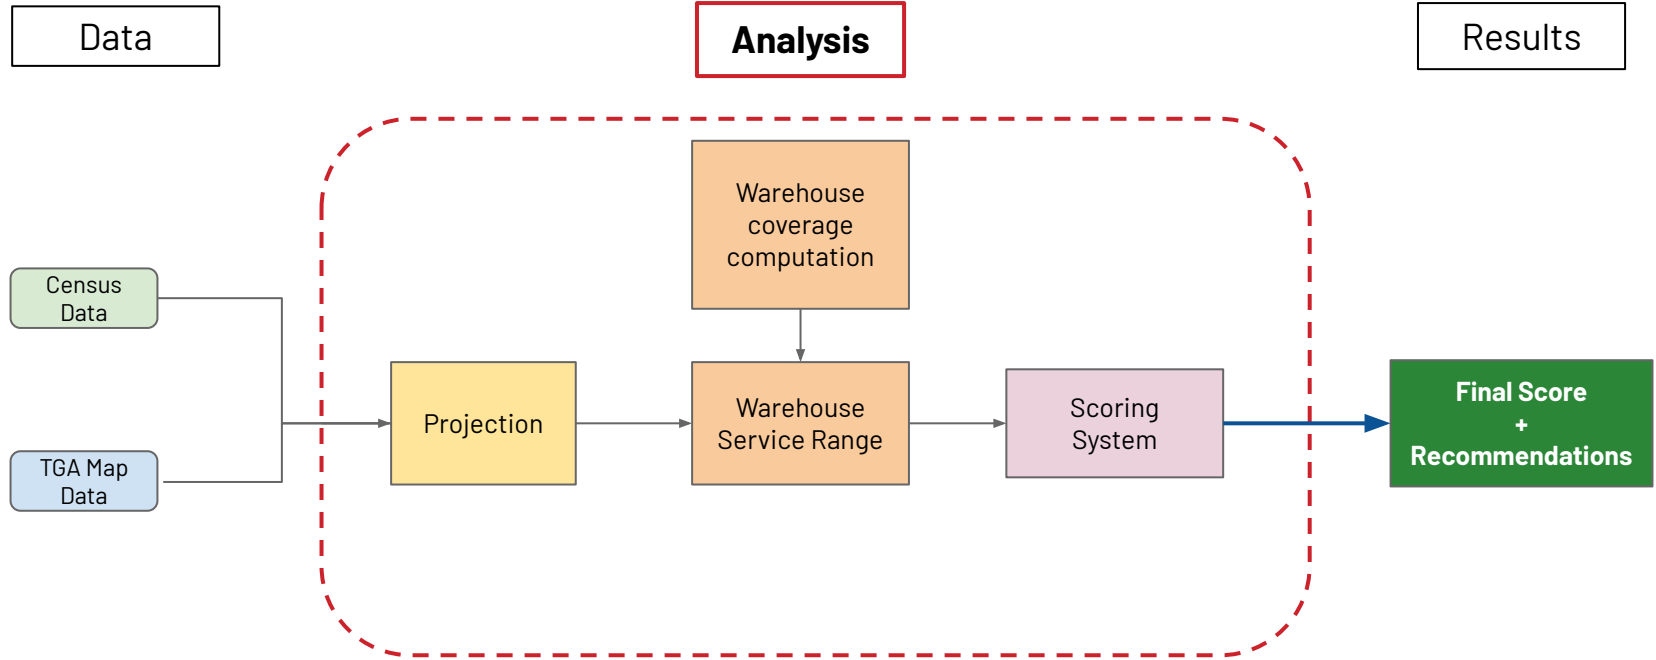 Data
Analysis
Results
Warehouse
coverage
computation
Census
Data
TGA Map
Data
Projection
Warehouse
Service Range
Scoring
System
Final Score
+
Recommendations